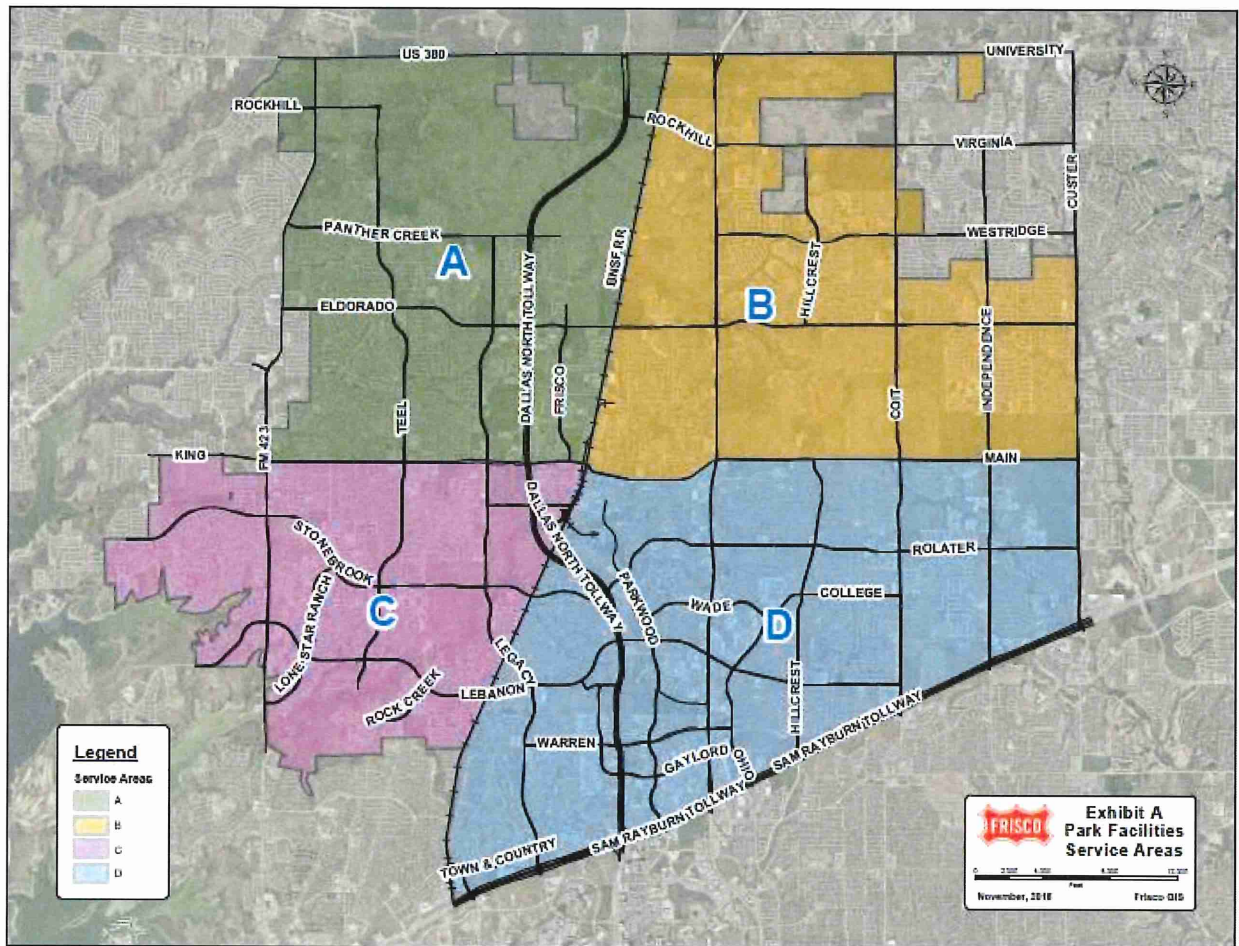 US 380
UNIVERSITY
ROCKHILL
ROCKHILL
VIRGINIA
CUSTER
PANTHER CREEK
WESTRIDGE
A
BNSF RR
HILLCREST
DALLAS NORTH TOLLWAY
B
ELDORADO
INDEPENDENCE
FRISCO
TEEL
COIT
FM 423
KING
MAIN
DALLAS NORTH TOLLWAY
STONEBROOK
ROLATER
PARKWOOD
LONE STAR RANCH
C
WADE
COLLEGE
D
LEGACY
LEBANON
ROCK CREEK
HILLCREST
WARREN
GAYLORD
OHIO
SAM RAYBURN TOLLWAY
SAM RAYBURN TOLLWAY
TOWN & COUNTRY
Legend
Service Areas
A
B
C
D
FRISCO
Exhibit A
Park Facilities
Service Areas
0
Feet
Frisco GIS